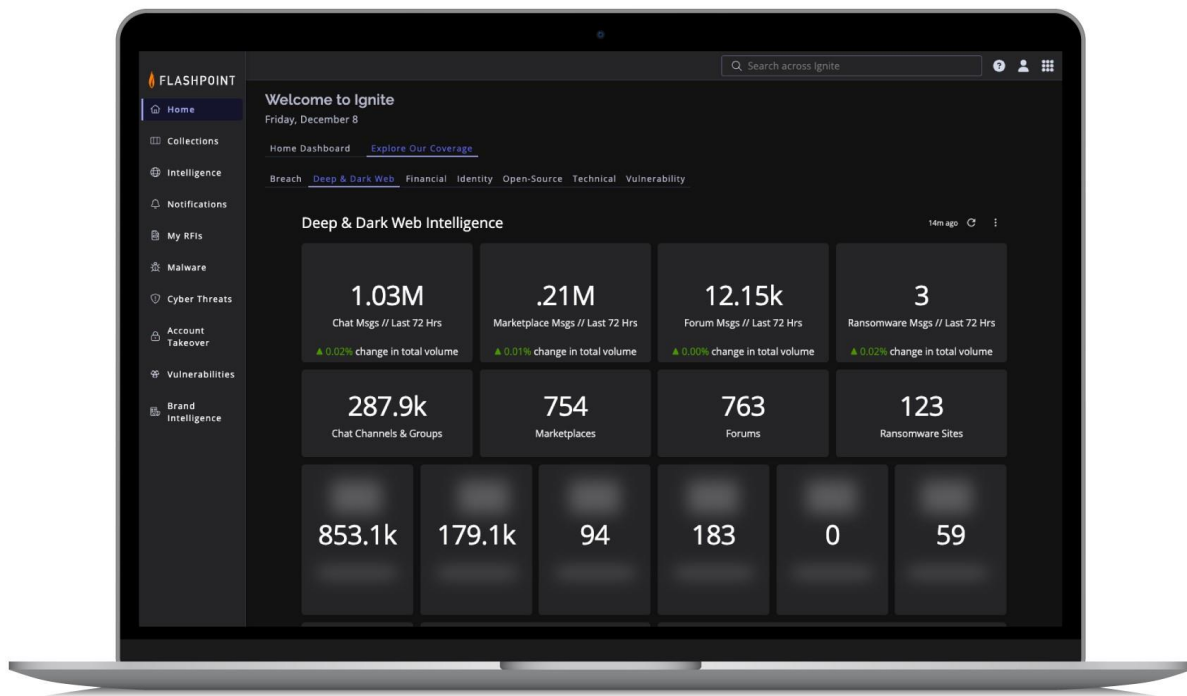 FLASHPOINT
Search across Ignite
Home
Collections
Intelligence
Notifications
My RFIs
Malware
Cyber Threats
Account
Takeover
Vulnerabilities
Brand
Intelligence
Welcome to Ignite
Friday, December 8
Home Dashboard Explore Our Coverage
Breach Deep & Dark Web Financial Identity Open-Source Technical Vulnerability
Deep & Dark Web Intelligence
14m ago
1.03M
Chat Msgs // Last 72 Hrs
▲ 0.02% change in total volume
.21M
Marketplace Msgs // Last 72 Hrs
▲ 0.01% change in total volume
12.15k
Forum Msgs // Last 72 Hrs
▲ 0.00% change in total volume
3
Ransomware Msgs // Last 72 Hrs
▲ 0.02% change in total volume
287.9k
Chat Channels & Groups
754
Marketplaces
763
Forums
123
Ransomware Sites
853.1k
179.1k
94
183
0
59